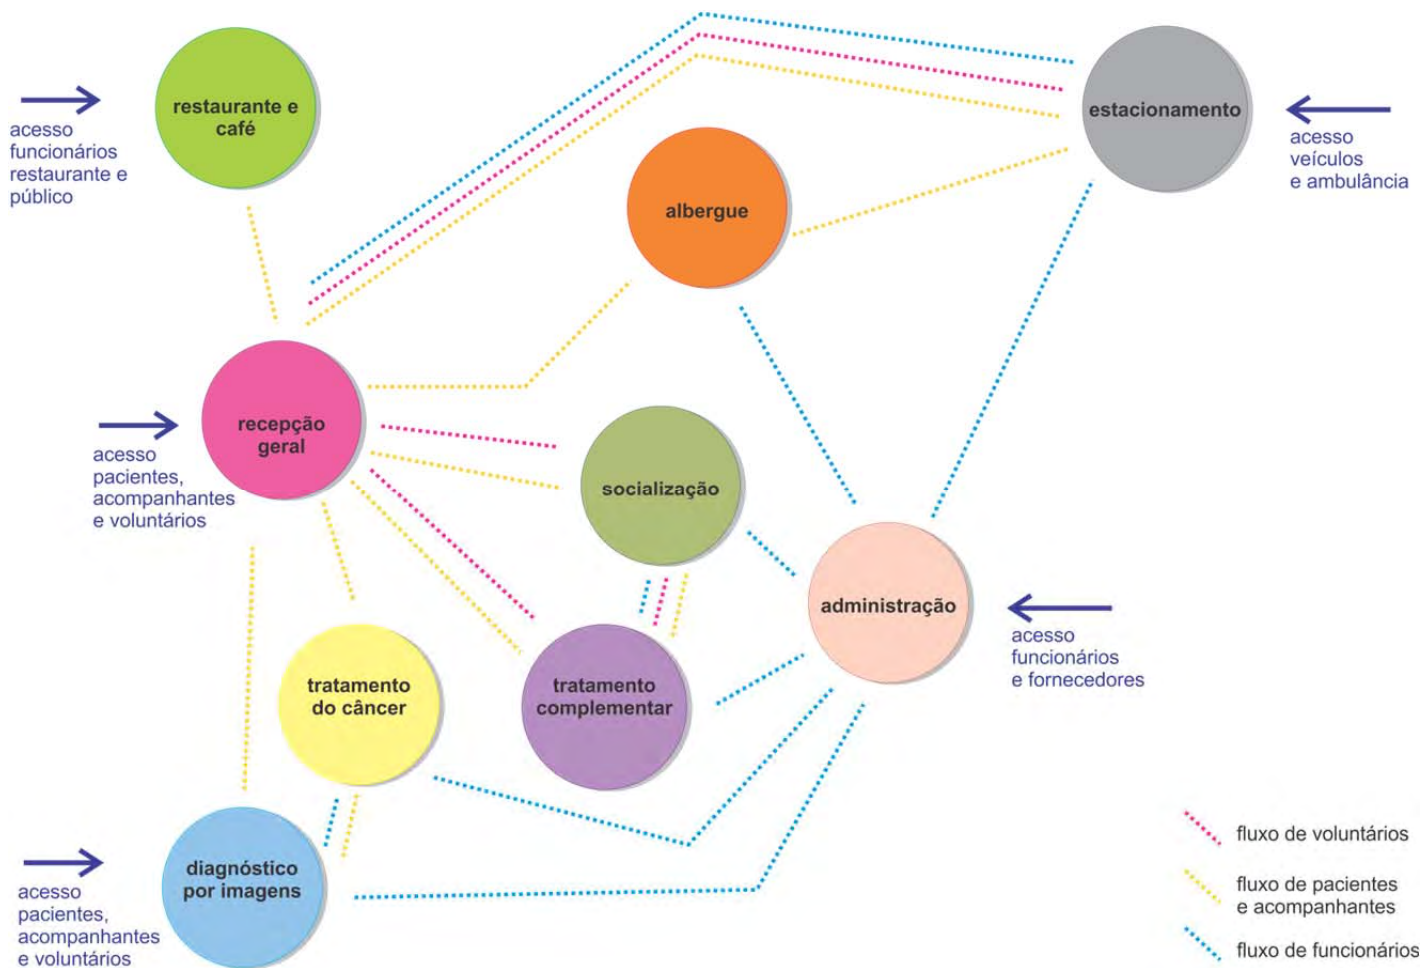 restaurante e
café
acesso
funcionários
restaurante e
público
estacionamento
acesso
veículos
e ambulância
albergue
recepção
geral
acesso
pacientes,
acompanhantes
e voluntários
socialização
administração
acesso
funcionários
e fornecedores
tratamento
do câncer
tratamento
complementar
diagnóstico
por imagens
acesso
pacientes,
acompanhantes
e voluntários
fluxo de voluntários
fluxo de pacientes
e acompanhantes
fluxo de funcionários